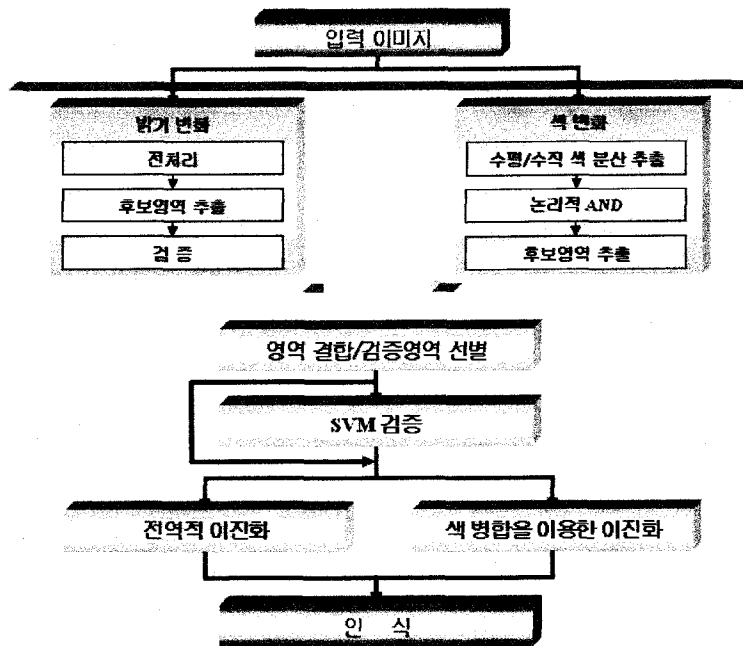 입력 이미지
밝기 변화
전처리
후보영역 추출
검 증
색 변화
수평/수직 색 분산 추출
논리적 AND
후보영역 추출
영역 결합/검증영역 선별
SVM 검증
전역적 이진화
색 병합을 이용한 이진화
인 식